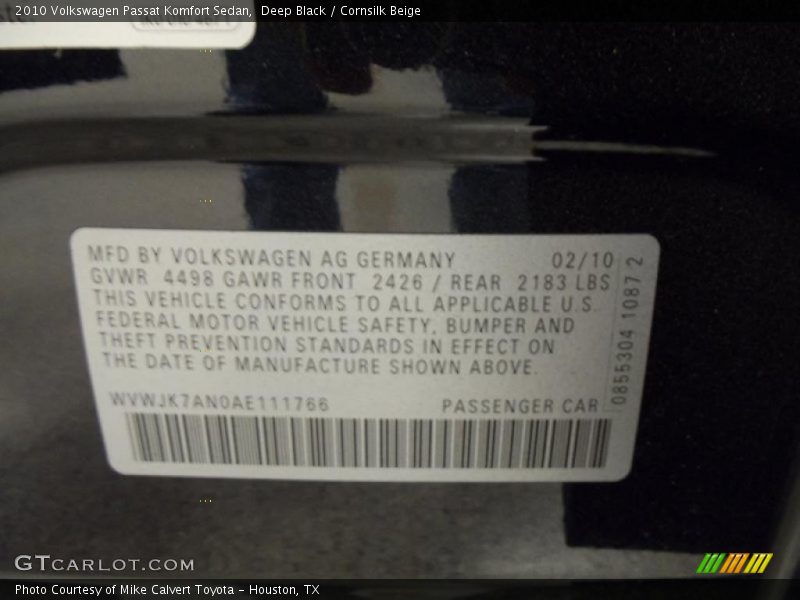 2010 Volkswagen Passat Komfort Sedan, Deep Black / Cornsilk Beige
MFD BY VOLKSWAGEN AG GERMANY 02/10
GVWR 4498 GAWR FRONT 2426 / REAR 2183 LBS
THIS VEHICLE CONFORMS TO ALL APPLICABLE U.S.
FEDERAL MOTOR VEHICLE SAFETY, BUMPER AND
THEFT PREVENTION STANDARDS IN EFFECT ON
THE DATE OF MANUFACTURE SHOWN ABOVE.
WVWJK7AN0AE111766 PASSENGER CAR
0855304 1087 2
GTCARLOT.COM
Photo Courtesy of Mike Calvert Toyota - Houston, TX